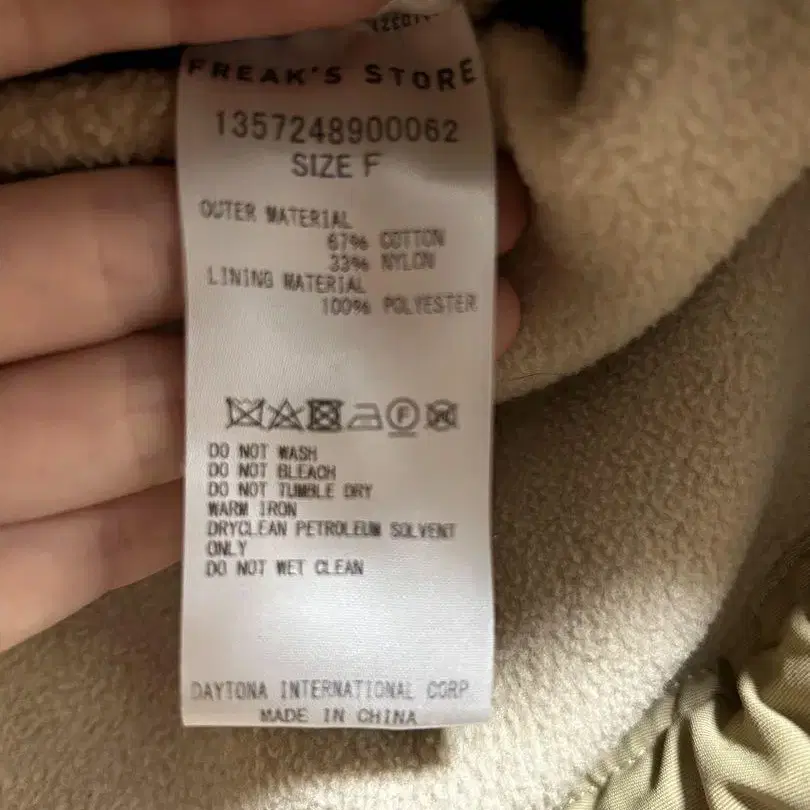 FREAK'S STORE
1357248900062
SIZE F
OUTER MATERIAL
67% COTTON
33% NYLON
LINING MATERIAL
100% POLYESTER
F
DO NOT WASH
DO NOT BLEACH
DO NOT TUMBLE DRY
WARM IRON
DRYCLEAN PETROLEUM SOLVENT
ONLY
DO NOT WET CLEAN
DAYTONA INTERNATIONAL CORP.
MADE IN CHINA